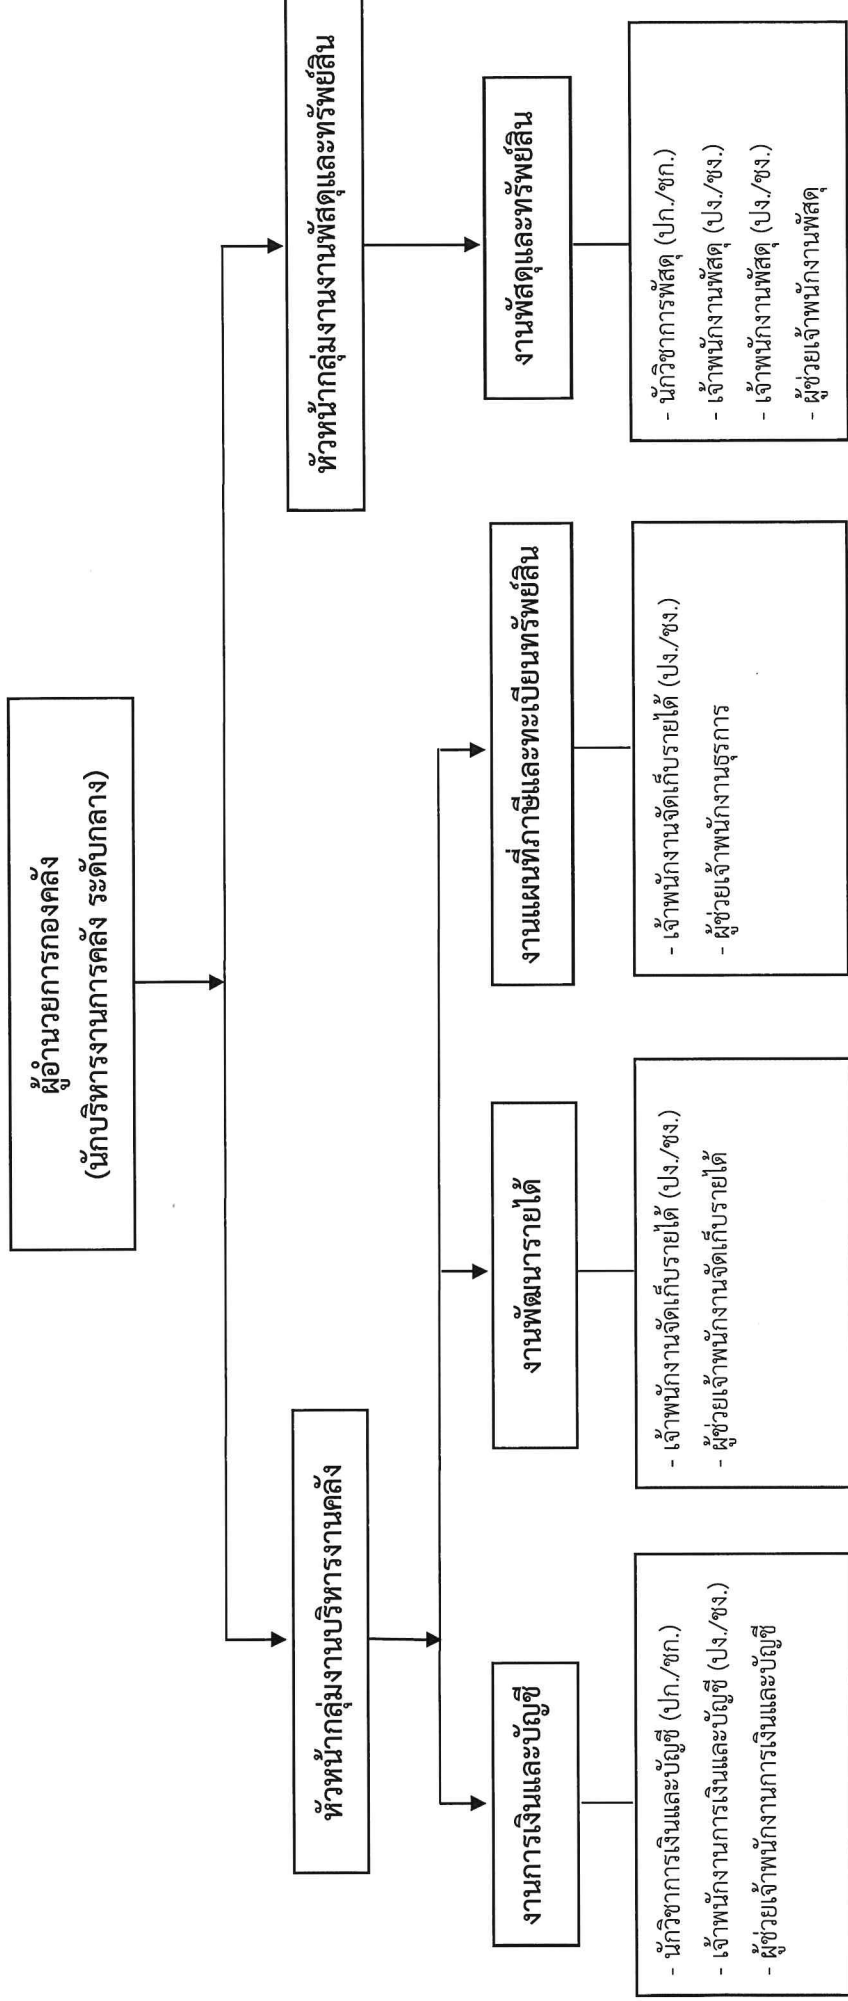 ผู้อำนวยการกองคลัง
(นักบริหารงานการคลัง ระดับกลาง)
หัวหน้ากลุ่มงานบริหารงานคลัง
หัวหน้ากลุ่มงานงานพัสดุและทรัพย์สิน
งานการเงินและบัญชี
งานพัฒนารายได้
งานแผนที่ภาษีและทะเบียนทรัพย์สิน
งานพัสดุและทรัพย์สิน
- นักวิชาการเงินและบัญชี (ปก./ชก.)
- เจ้าพนักงานการเงินและบัญชี (ปง./ชง.)
- ผู้ช่วยเจ้าพนักงานการเงินและบัญชี
- เจ้าพนักงานจัดเก็บรายได้ (ปง./ชง.)
- ผู้ช่วยเจ้าพนักงานจัดเก็บรายได้
- เจ้าพนักงานจัดเก็บรายได้ (ปง./ชง.)
- ผู้ช่วยเจ้าพนักงานธุรการ
- นักวิชาการพัสดุ (ปก./ชก.)
- เจ้าพนักงานพัสดุ (ปง./ชง.)
- เจ้าพนักงานพัสดุ (ปง./ชง.)
- ผู้ช่วยเจ้าพนักงานพัสดุ